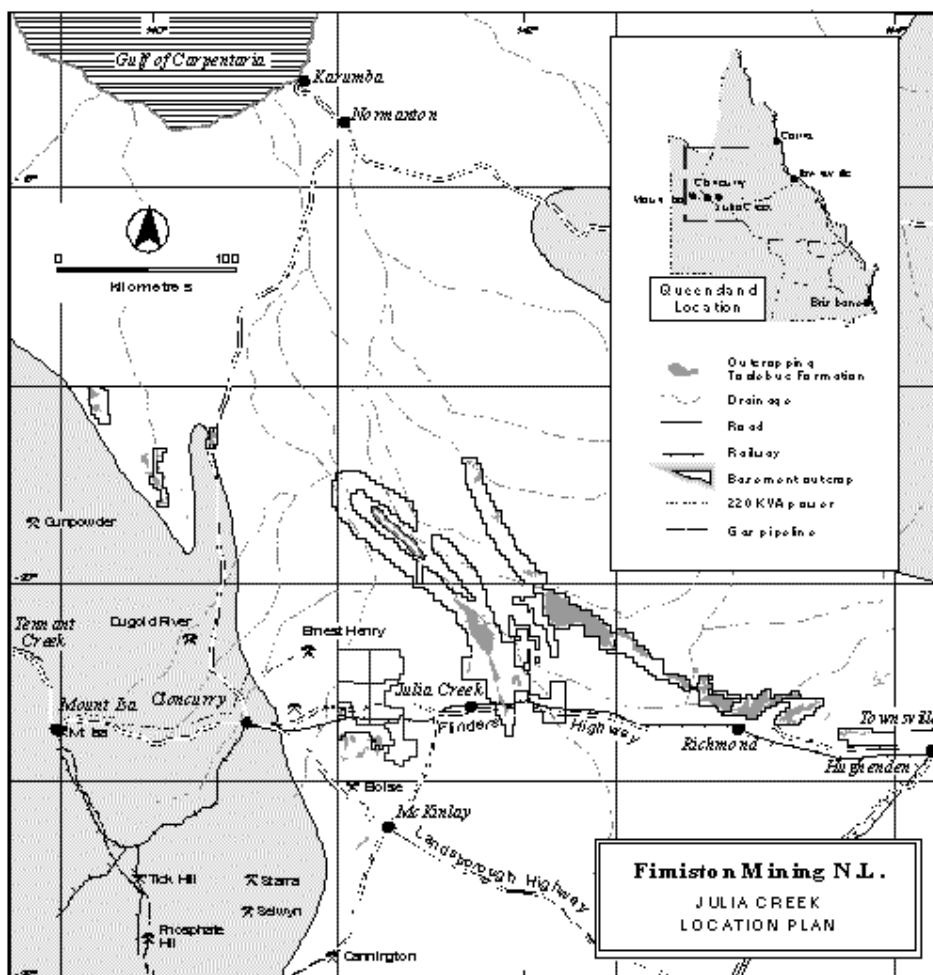 Gulf of Carpentaria
Karumba
Normanton
0 100
Kilometres
Cairns
Townsville
Cloncurry
Mount Isa
Julia Creek
Brisbane
Queensland
Location
Outcropping
Toolebuc Formation
Drainage
Road
Railway
Basement outcrop
220 KVA power
Gas pipeline
Gunpowder
Dugald River
Ernest Henry
Tennant
Creek
Mount Isa
Mt Isa
Cloncurry
Julia Creek
Flinders
Highway
Richmond
Townsville
Hughenden
Eloise
McKinlay
Landsborough Highway
Tick Hill
Starra
Selwyn
Phosphate
Hill
Cannington
Fimiston Mining N.L.
JULIA CREEK
LOCATION PLAN